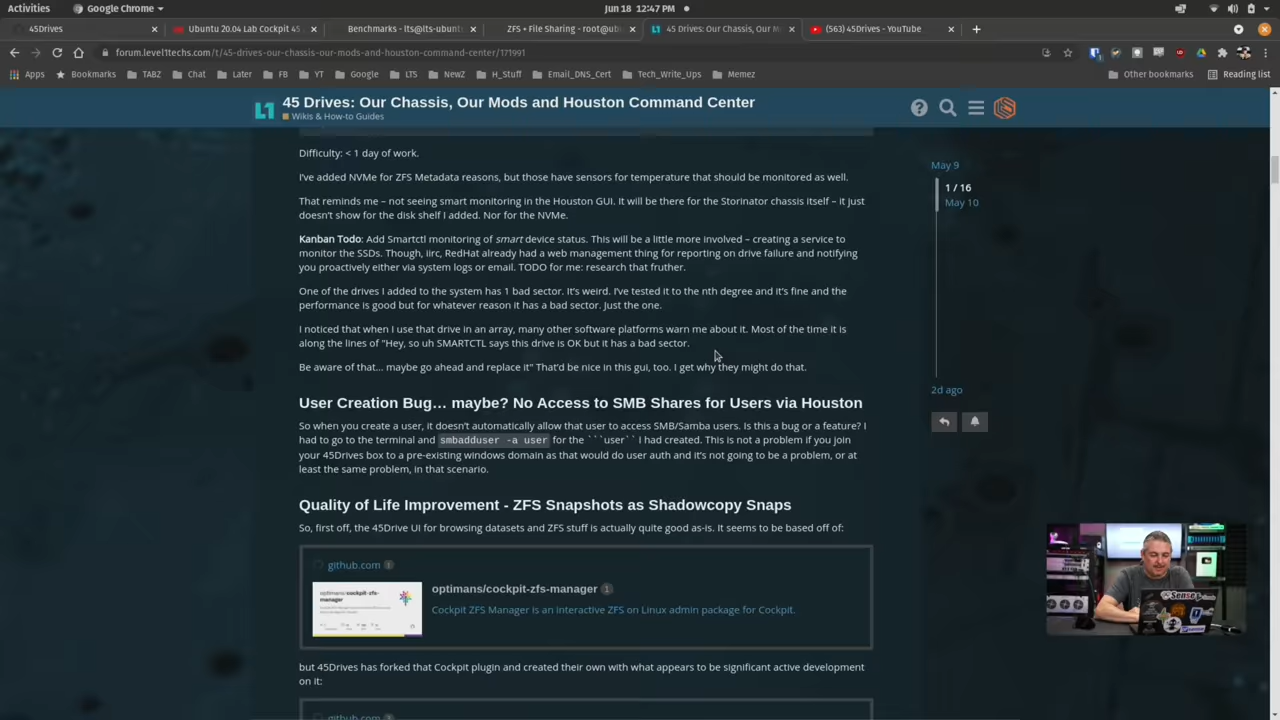 Activities
Google Chrome
Jun 18 12:47 PM
45Drives
Ubuntu 20.04 Lab Cockpit 45
Benchmarks - lts@lts-ubuntu
ZFS + File Sharing - root@ub
45 Drives: Our Chassis, Our M
(563) 45Drives - YouTube
forum.level1techs.com/t/45-drives-our-chassis-our-mods-and-houston-command-center/171991
Apps
Bookmarks
TABZ
Chat
Later
FB
YT
Google
LTS
NewZ
H_Stuff
Email_DNS_Cert
Tech_Write_Ups
Memez
Other bookmarks
Reading list
45 Drives: Our Chassis, Our Mods and Houston Command Center
Wikis & How-to Guides
Difficulty: < 1 day of work.
I've added NVMe for ZFS Metadata reasons, but those have sensors for temperature that should be monitored as well.
That reminds me – not seeing smart monitoring in the Houston GUI. It will be there for the Storinator chassis itself – it just
doesn't show for the disk shelf I added. Nor for the NVMe.
Kanban Todo: Add Smartctl monitoring of smart device status. This will be a little more involved – creating a service to
monitor the SSDs. Though, iirc, RedHat already had a web management thing for reporting on drive failure and notifying
you proactively either via system logs or email. TODO for me: research that fruther.
One of the drives I added to the system has 1 bad sector. It's weird. I've tested it to the nth degree and it's fine and the
performance is good but for whatever reason it has a bad sector. Just the one.
I noticed that when I use that drive in an array, many other software platforms warn me about it. Most of the time it is
along the lines of "Hey, so uh SMARTCTL says this drive is OK but it has a bad sector.
Be aware of that... maybe go ahead and replace it" That'd be nice in this gui, too. I get why they might do that.
User Creation Bug... maybe? No Access to SMB Shares for Users via Houston
So when you create a user, it doesn't automatically allow that user to access SMB/Samba users. Is this a bug or a feature? I
had to go to the terminal and smbadduser -a user for the ```user`` I had created. This is not a problem if you join
your 45Drives box to a pre-existing windows domain as that would do user auth and it's not going to be a problem, or at
least the same problem, in that scenario.
Quality of Life Improvement - ZFS Snapshots as Shadowcopy Snaps
So, first off, the 45Drive UI for browsing datasets and ZFS stuff is actually quite good as-is. It seems to be based off of:
github.com 1
optimans/cockpit-zfs-manager
optimans/cockpit-zfs-manager 1
Cockpit ZFS Manager is an interactive ZFS on Linux admin package for Cockpit.
but 45Drives has forked that Cockpit plugin and created their own with what appears to be significant active development
on it:
github.com
May 9
1 / 16
May 10
2d ago